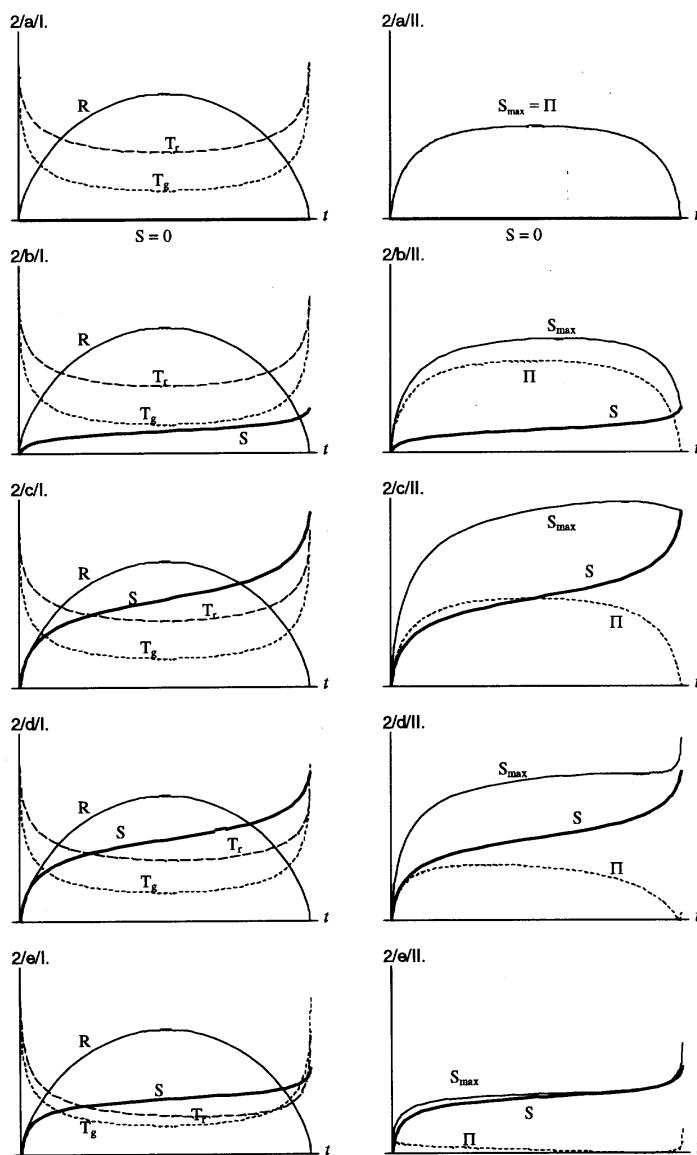 2/a/I.
2/a/II.
R
T_r
T_g
S_max = Π
t
S = 0
t
S = 0
2/b/I.
2/b/II.
R
T_r
T_g
S
t
S_max
Π
S
t
2/c/I.
2/c/II.
R
S
T_r
T_g
t
S_max
S
Π
t
2/d/I.
2/d/II.
R
S
T_r
T_g
t
S_max
S
Π
t
2/e/I.
2/e/II.
R
S
T_r
T_g
t
S_max
S
Π
t